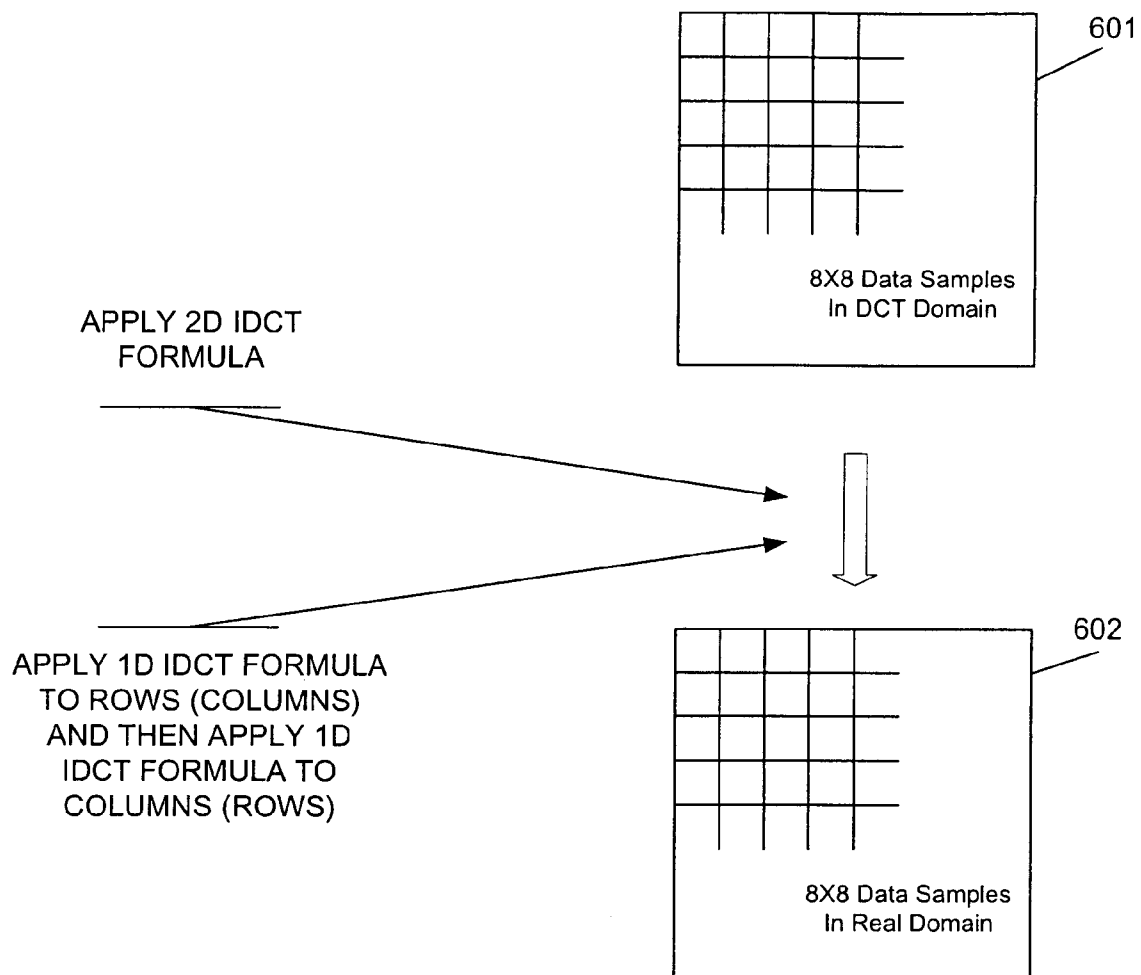 601
8X8 Data Samples
In DCT Domain
APPLY 2D IDCT
FORMULA
602
APPLY 1D IDCT FORMULA
TO ROWS (COLUMNS)
AND THEN APPLY 1D
IDCT FORMULA TO
COLUMNS (ROWS)
8X8 Data Samples
In Real Domain